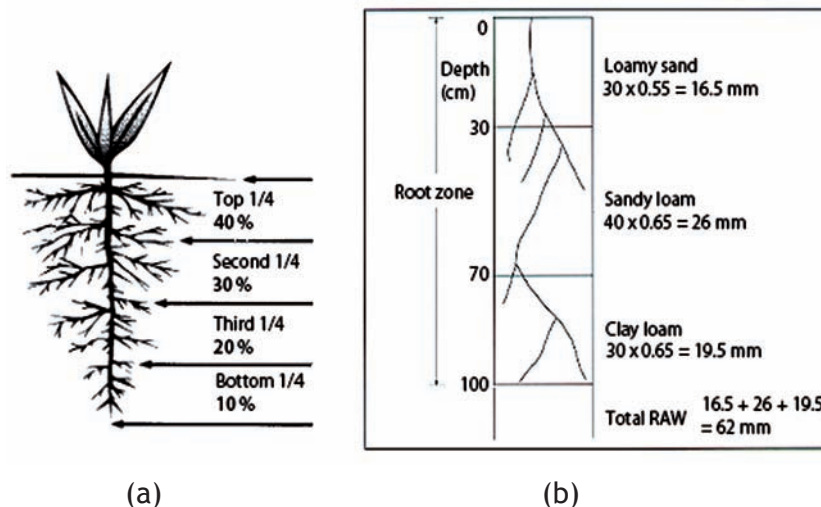 Top 1/4
40 %
Second 1/4
30 %
Third 1/4
20 %
Bottom 1/4
10 %
(a)
0
Depth
(cm)
30
Root zone
70
100
Loamy sand
30 x 0.55 = 16.5 mm
Sandy loam
40 x 0.65 = 26 mm
Clay loam
30 x 0.65 = 19.5 mm
Total RAW
16.5 + 26 + 19.5
= 62 mm
(b)